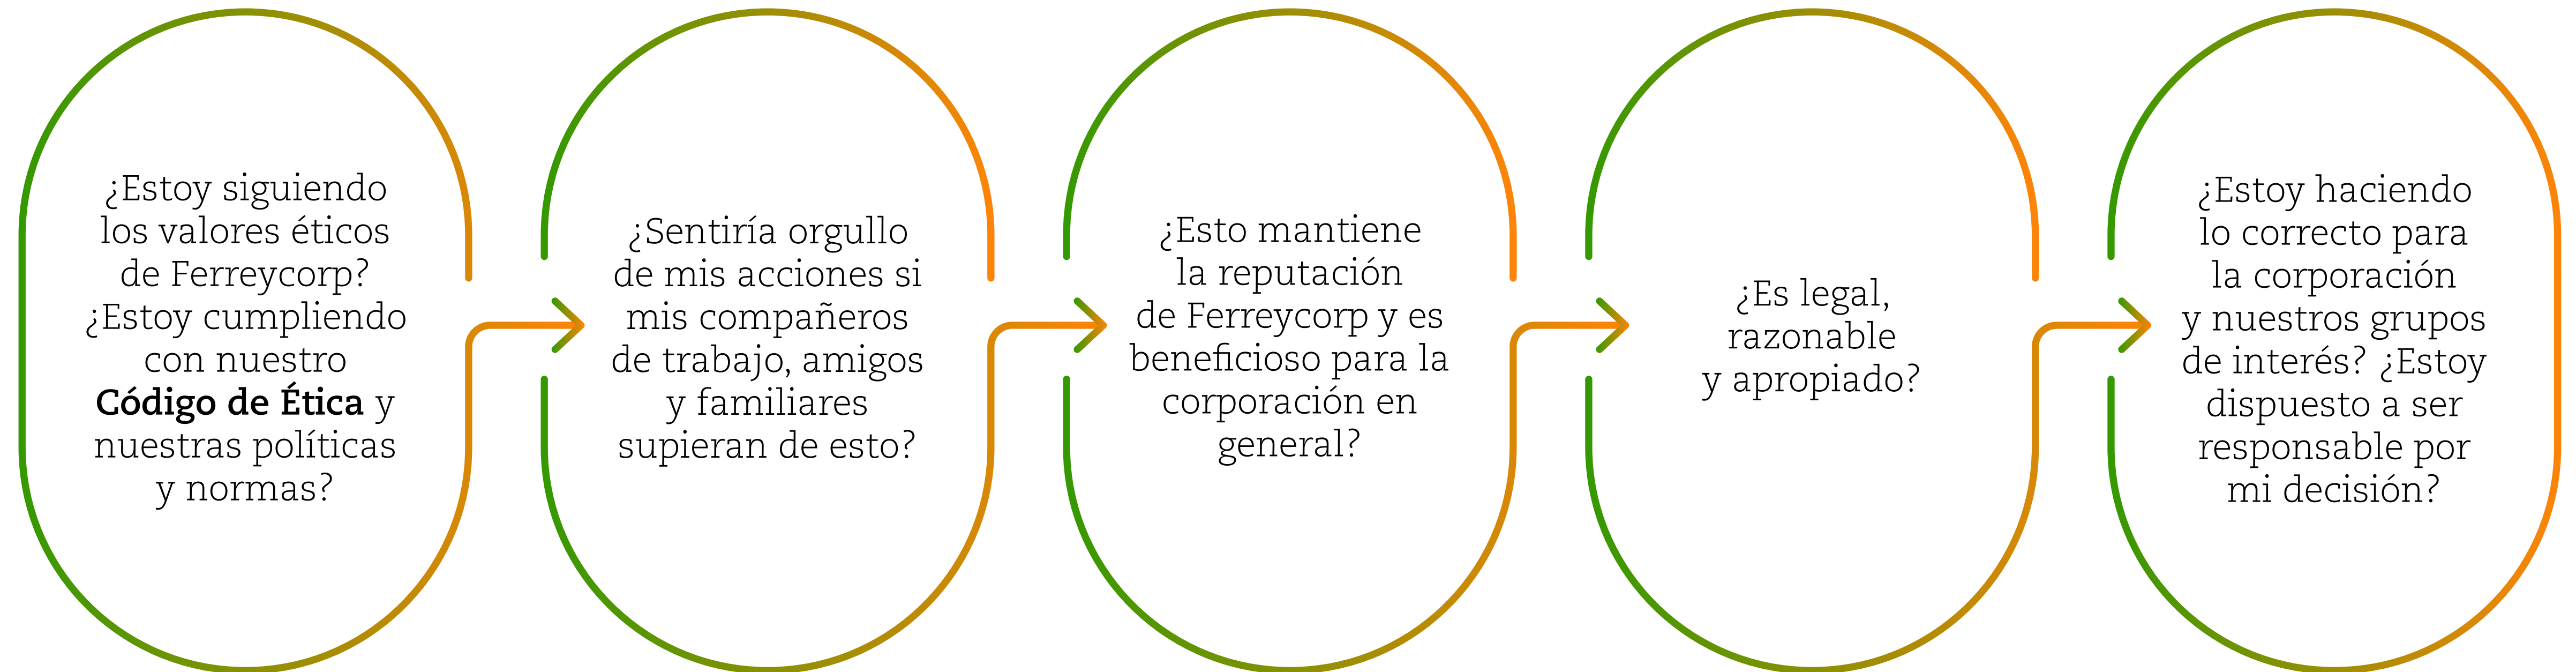 ¿Estoy siguiendo
los valores éticos
de Ferreycorp?
¿Estoy cumpliendo
con nuestro
Código de Ética y
nuestras políticas
y normas?
¿Sentiría orgullo
de mis acciones si
mis compañeros
de trabajo, amigos
y familiares
supieran de esto?
¿Esto mantiene
la reputación
de Ferreycorp y es
beneficioso para la
corporación en
general?
¿Es legal,
razonable
y apropiado?
¿Estoy haciendo
lo correcto para
la corporación
y nuestros grupos
de interés? ¿Estoy
dispuesto a ser
responsable por
mi decisión?